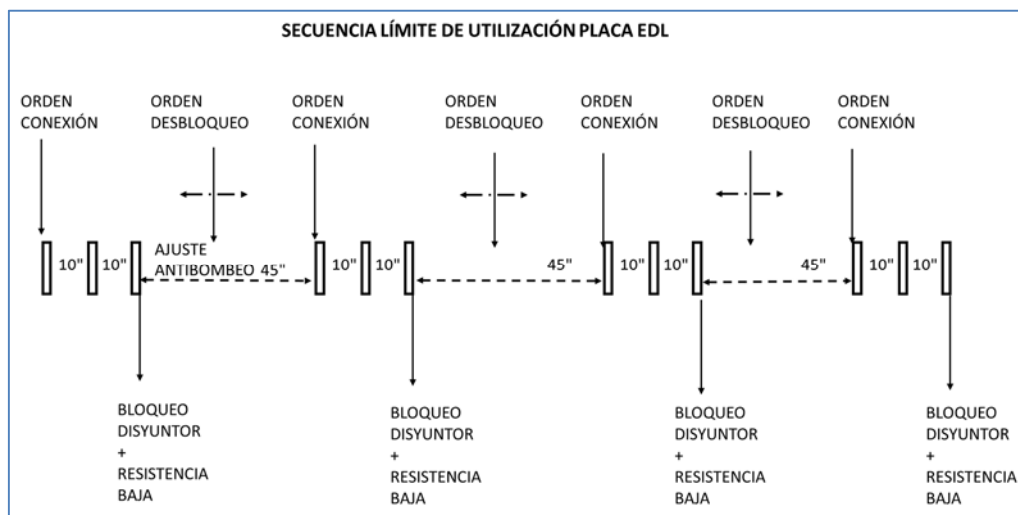 SECUENCIA LÍMITE DE UTILIZACIÓN PLACA EDL
ORDEN
CONEXIÓN
ORDEN
DESBLOQUEO
ORDEN
CONEXIÓN
ORDEN
DESBLOQUEO
ORDEN
CONEXIÓN
ORDEN
DESBLOQUEO
ORDEN
CONEXIÓN
10" 10"
AJUSTE
ANTIBOMBEO 45"
10" 10"
45"
10" 10"
45"
10" 10"
BLOQUEO
DISYUNTOR
+
RESISTENCIA
BAJA
BLOQUEO
DISYUNTOR
+
RESISTENCIA
BAJA
BLOQUEO
DISYUNTOR
+
RESISTENCIA
BAJA
BLOQUEO
DISYUNTOR
+
RESISTENCIA
BAJA